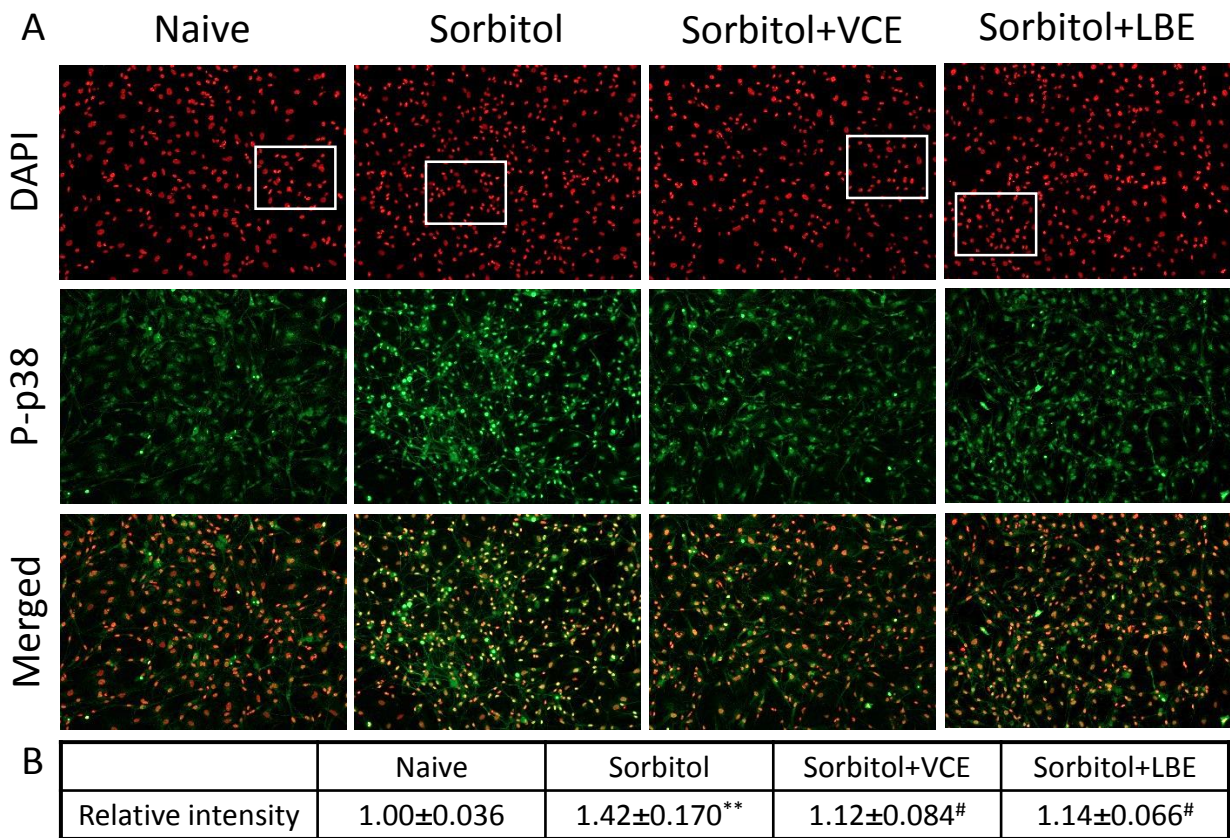 A Naive Sorbitol Sorbitol+VCE Sorbitol+LBE
DAPI
P-p38
Merged
B Naive Sorbitol Sorbitol+VCE Sorbitol+LBE
Relative intensity 1.00±0.036 1.42±0.170** 1.12±0.084# 1.14±0.066#